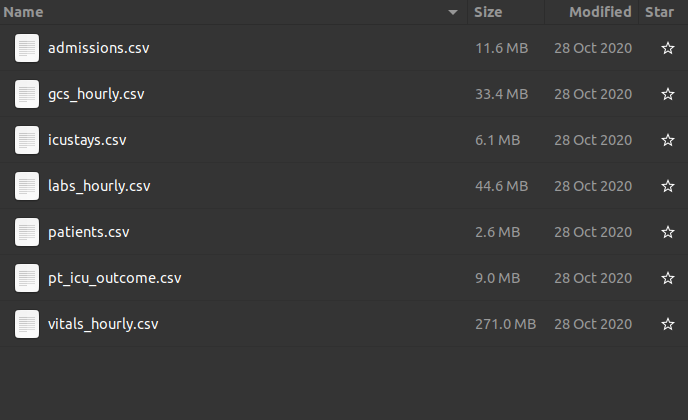 Name Size Modified Star
admissions.csv 11.6 MB 28 Oct 2020
gcs_hourly.csv 33.4 MB 28 Oct 2020
icustays.csv 6.1 MB 28 Oct 2020
labs_hourly.csv 44.6 MB 28 Oct 2020
patients.csv 2.6 MB 28 Oct 2020
pt_icu_outcome.csv 9.0 MB 28 Oct 2020
vitals_hourly.csv 271.0 MB 28 Oct 2020